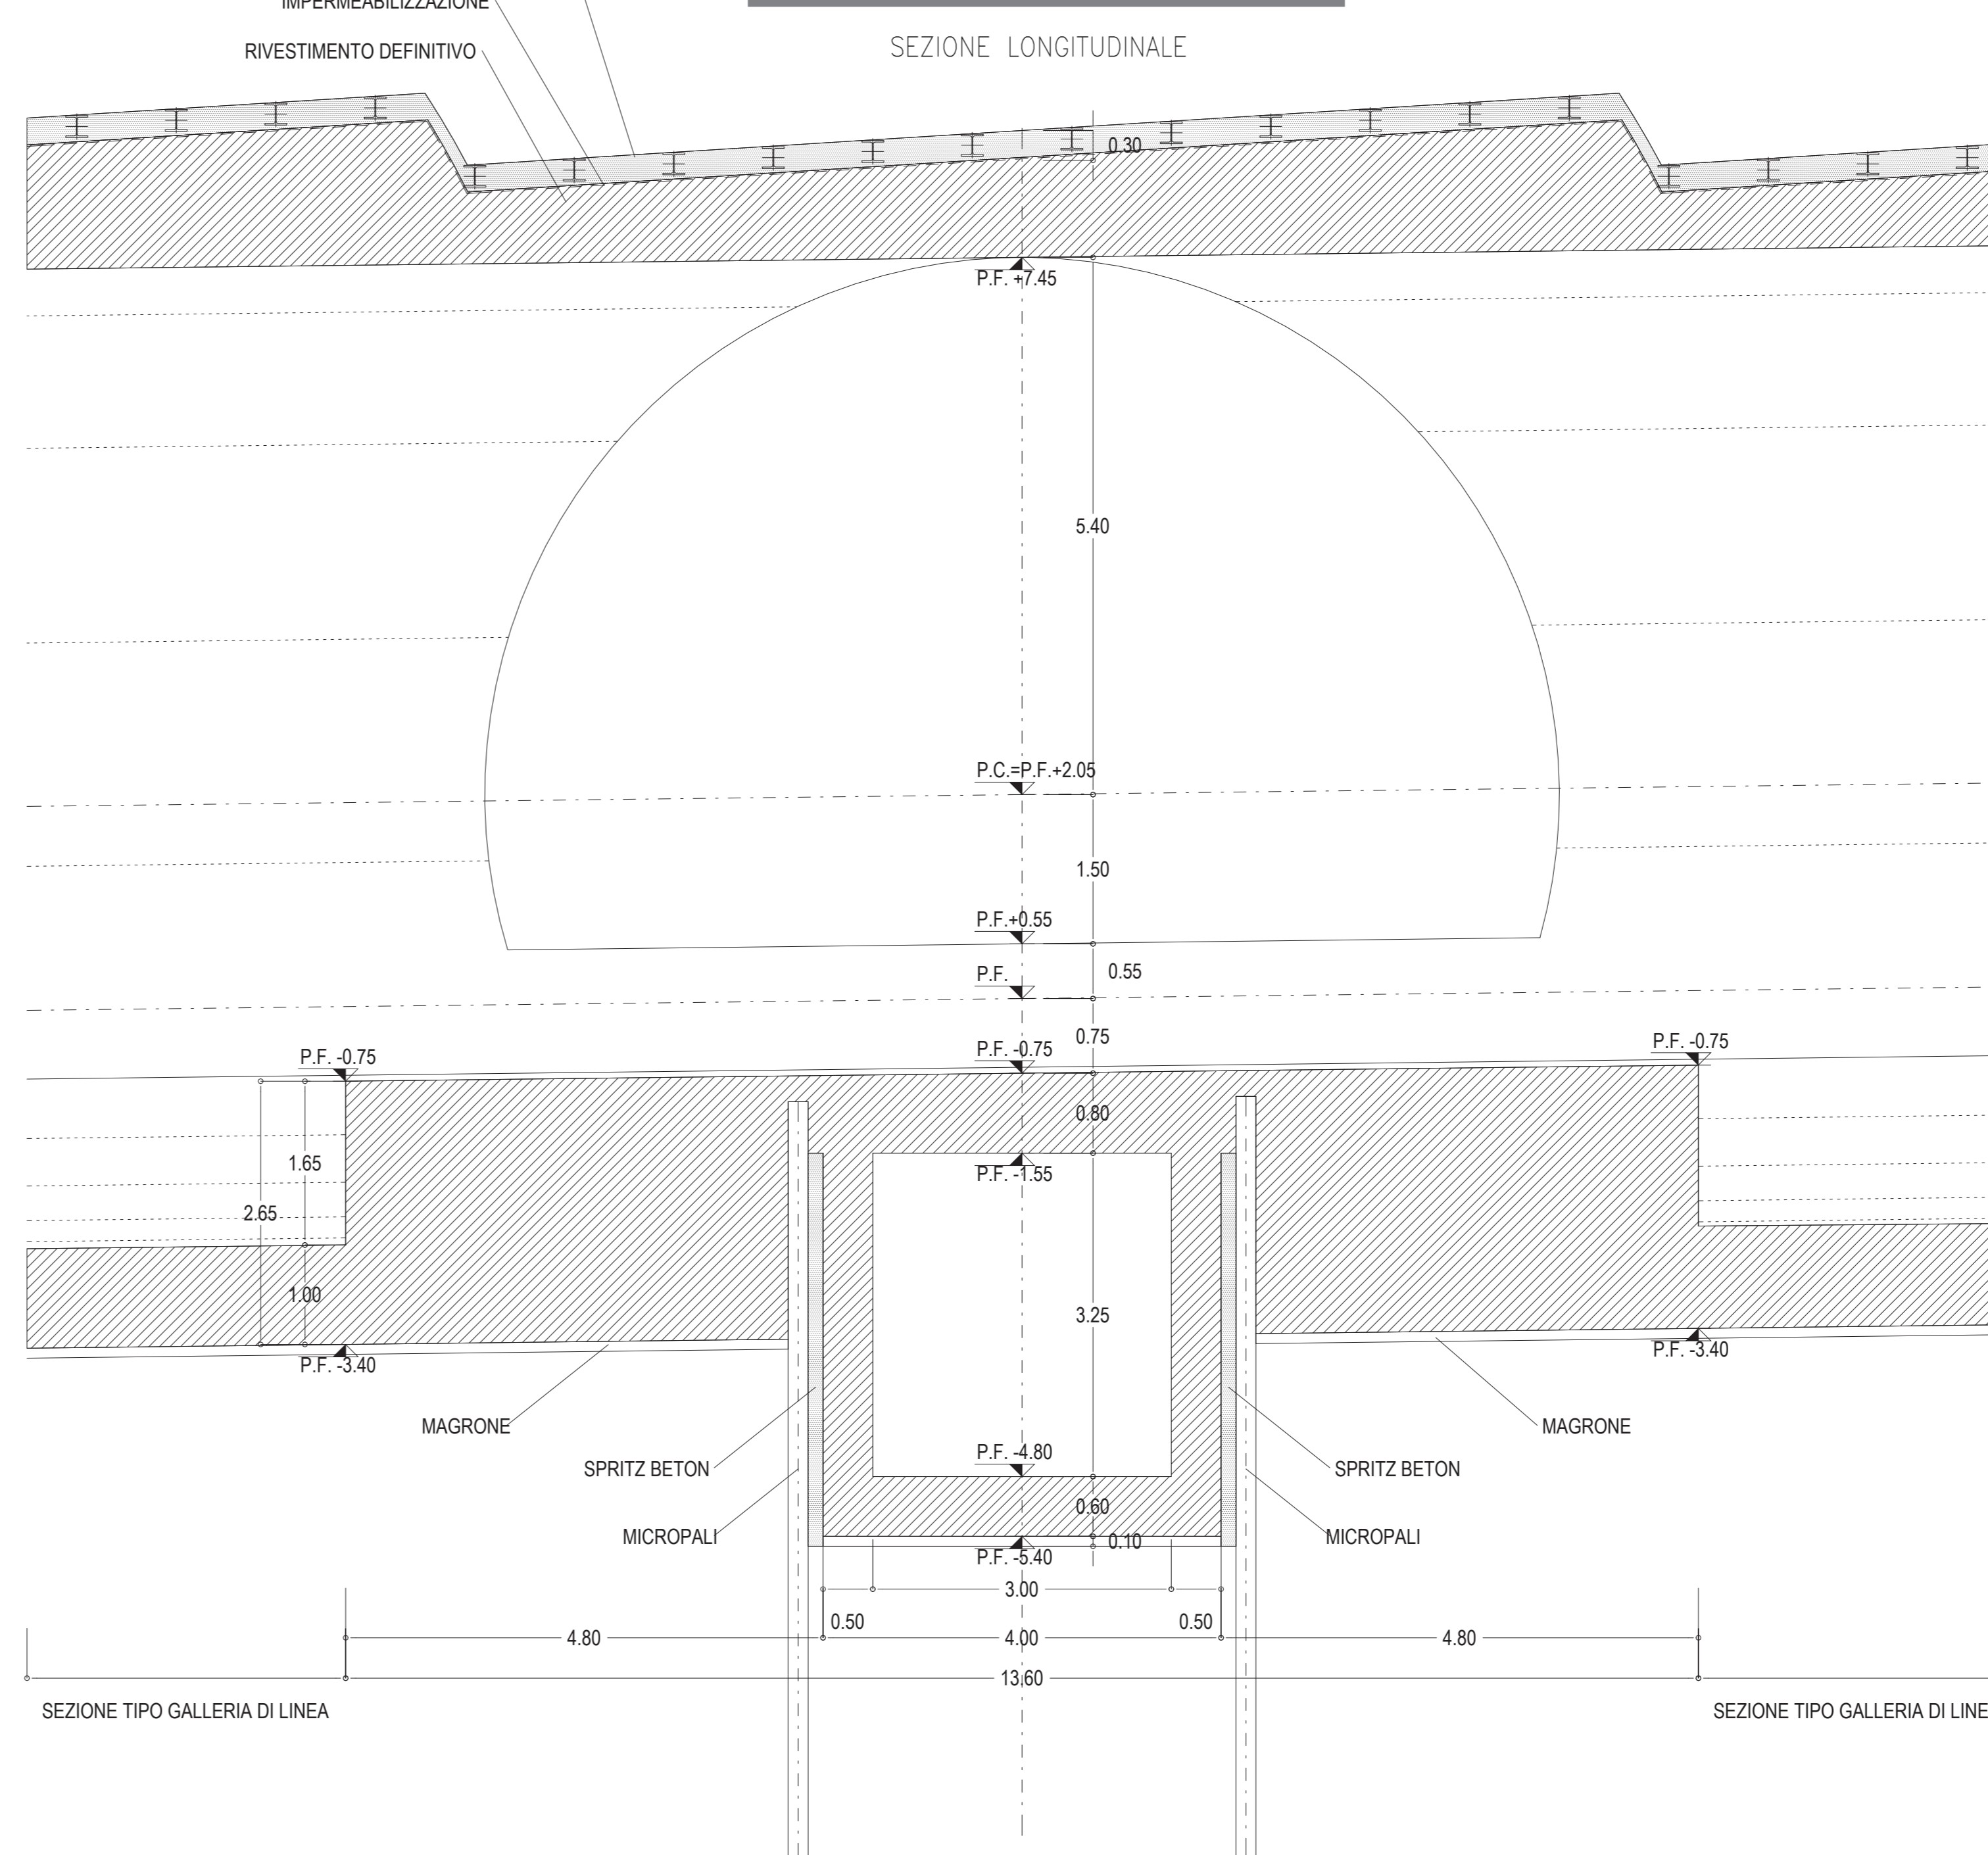 IMPERMEABILIZZAZIONE
RIVESTIMENTO DEFINITIVO
SEZIONE LONGITUDINALE
0.30
P.F. +7.45
5.40
P.C.=P.F.+2.05
1.50
P.F.+0.55
P.F.
0.55
0.75
P.F. -0.75
P.F. -0.75
P.F. -0.75
0.80
1.65
P.F. -1.55
2.65
1.00
3.25
P.F. -3.40
P.F. -3.40
MAGRONE
MAGRONE
P.F. -4.80
SPRITZ BETON
SPRITZ BETON
0.60
MICROPALI
MICROPALI
0.10
P.F. -5.40
3.00
0.50
0.50
4.80
4.00
4.80
13.60
SEZIONE TIPO GALLERIA DI LINEA
SEZIONE TIPO GALLERIA DI LINE